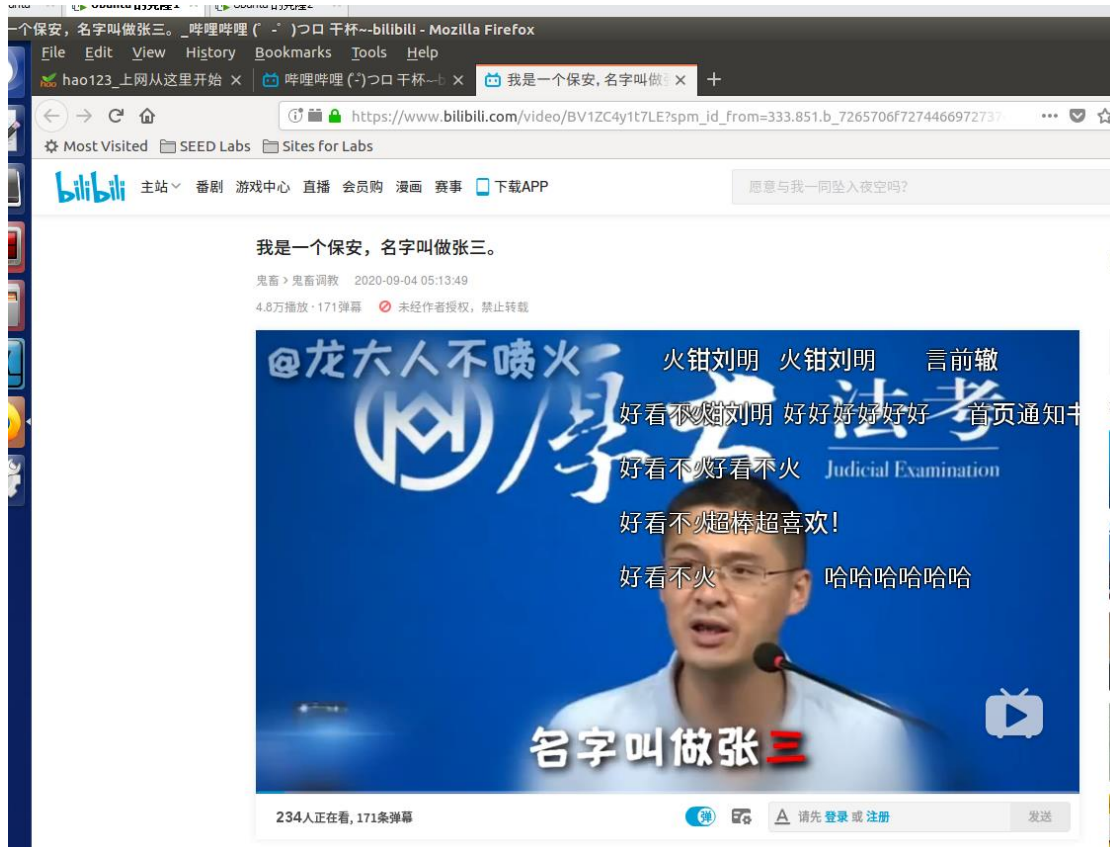 一个保安，名字叫做张三。_哔哩哔哩 (゜-゜)つロ 干杯~-bilibili - Mozilla Firefox
File Edit View History Bookmarks Tools Help
hao123_上网从这里开始 × 哔哩哔哩 (゜-゜)つロ 干杯~-b × 我是一个保安, 名字叫做 × +
https://www.bilibili.com/video/BV1ZC4y1t7LE?spm_id_from=333.851.b_7265706f7274466972737
Most Visited SEED Labs Sites for Labs
bilibili 主站 番剧 游戏中心 直播 会员购 漫画 赛事 下载APP 愿意与我一同坠入夜空吗?
我是一个保安，名字叫做张三。
鬼畜 > 鬼畜调教 2020-09-04 05:13:49
4.8万播放 · 171弹幕 未经作者授权，禁止转载
@龙大人不喷火 火钳刘明 火钳刘明 言前辙
好看不火 钳刘明 好好好好好好 首页通知书
法考
好看不火 好看不火 Judicial Examination
好看不火 超棒超喜欢!
好看不火 哈哈哈哈哈哈
名字叫做张三
234人正在看, 171条弹幕 弹 A 请先 登录 或 注册 发送